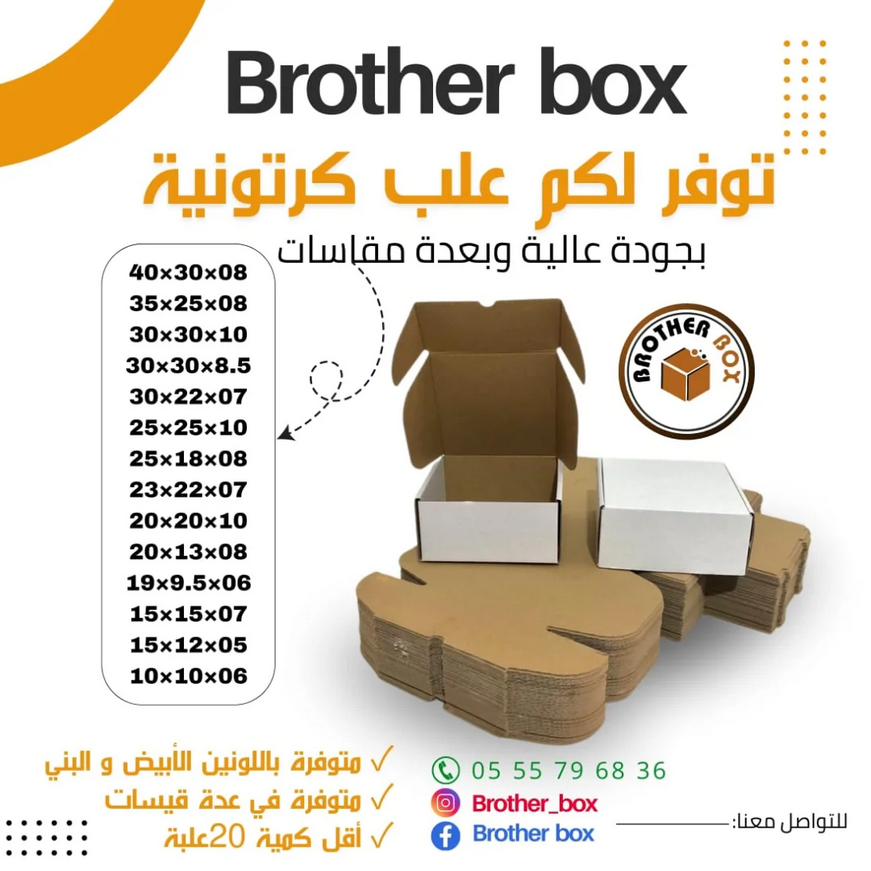 Brother box
توفر لكم علب كرتونية
بجودة عالية وبعدة مقاسات
40×30×08
35×25×08
30×30×10
30×30×8.5
30×22×07
25×25×10
25×18×08
23×22×07
20×20×10
20×13×08
19×9.5×06
15×15×07
15×12×05
10×10×06
BROTHER BOX
✓ متوفرة باللونين الأبيض و البني
✓ متوفرة في عدة قيسات
✓ أقل كمية 20علبة
للتواصل معنا:
05 55 79 68 36
Brother_box
Brother box